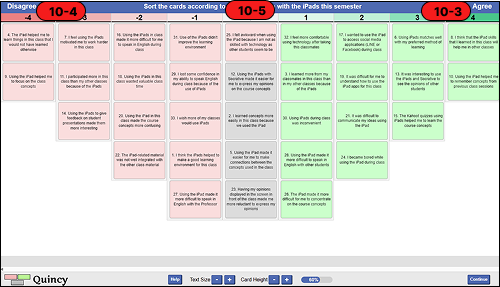 Disagree
10-4
Sort the cards according to
10-5
with the iPads this semester
10-3
Agree
-4
-2
-1
1
2
4
4. The iPad helped me to learn things in this class that I would not have learned otherwise
7. I feel using the iPads motivated me to work harder in this class
18. Using the iPads in class made it more difficult for me to speak in English during class
31. Use of the iPads didn't improve the learning environment
25. I felt awkward when using the iPad because I am not as skilled with technology as other students seem to be
32. I feel more comfortable using technology after taking this classmates
17. I wanted to use the iPad to access social media applications (LINE or Facebook) during class
8. Using iPads matches well with my preferred method of learning
9. I think that the iPad skills that I learned in this class will help me in other classes
6. Using the iPad helped me to focus on this class concepts
11. I participated more in this class than my other classes because of the iPads
13. Using the iPads in this class wasted valuable time
29. I lost some confidence in my ability to speak English during class because of the use of iPads
12. Using the iPads with Socrative made it easier for me to express my opinions on the course concept
3. I learned more from my classmates in this class than in my other classes because of the iPads
19. It was difficult for me to understand how to use the iPad apps for this class
13. It was interesting to use the iPads and Socrative to see the opinions of other students
10. Using the iPad helped me to remember concepts from previous class sessions
14. Using the iPads to give feedback on student presentations made them more interesting
20. Using the iPad in this class made the course concepts more confusing
1. I wish more of my classes would use iPads
2. I learned concepts more easily in this class because we used the iPad
30. Using iPads during class was inconvenient
21. It was difficult to communicate my ideas using the iPad
15. The Kahoot quizzes using iPads helped me to learn the course concepts
22. The iPad-related material was not well integrated with the other class material
1. I think the iPads helped to make a good learning environment for this class
5. Using the iPad made it easier for me to make connections between the concepts used in the class
28. Using the iPad made it more difficult to speak in English with other students
24. I became bored while using the iPad during class
27. Using the iPad made it more difficult to speak in English with the Professor
23. Having my opinions displayed in the screen in front of the class made me more reluctant to express my opinions
26. The iPad made it more difficult for me to concentrate on the course concepts
Quincy
Help
Text Size
-
+
Card Height
-
+
Continue